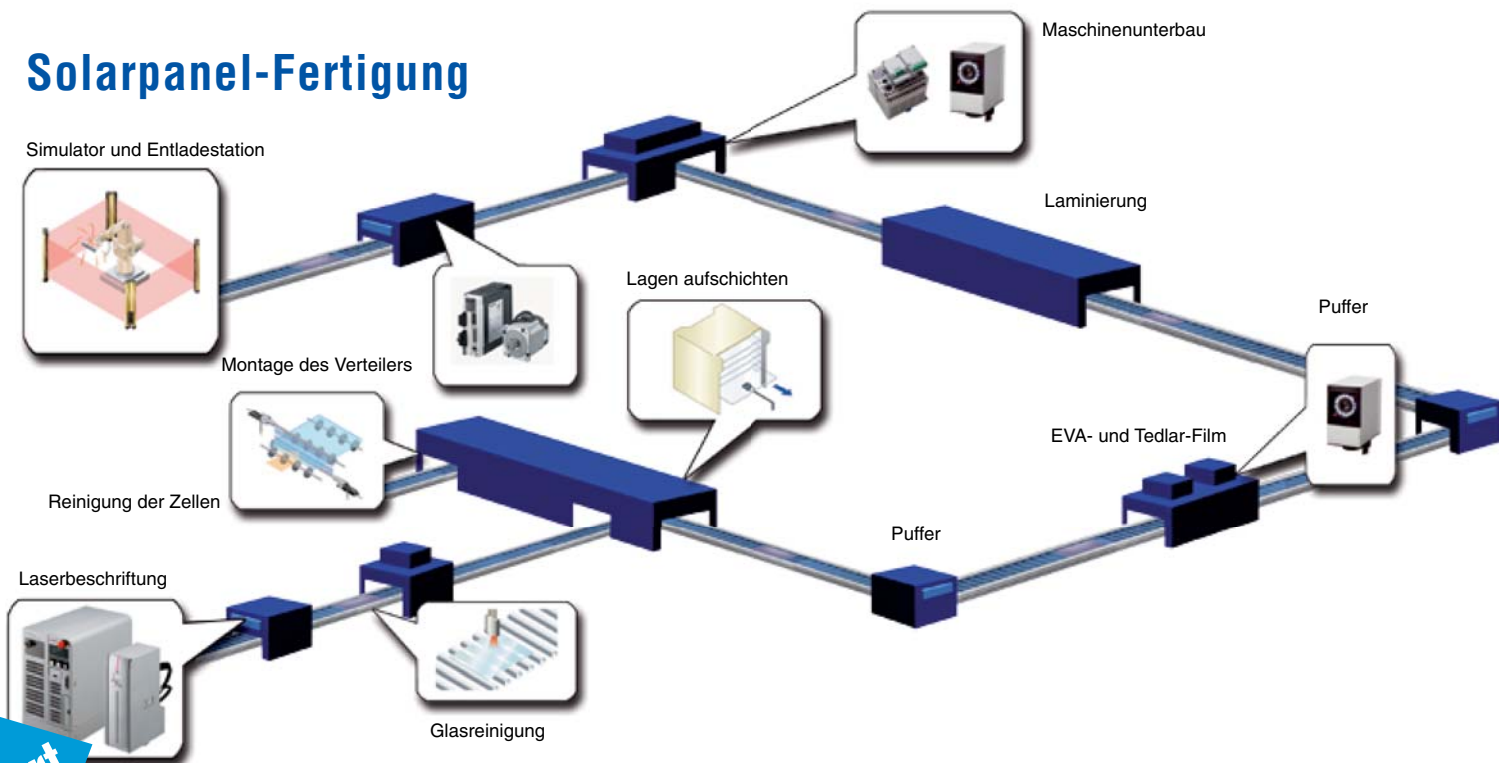 Solarpanel-Fertigung
Maschinenunterbau
Simulator und Entladestation
Laminierung
Lagen aufschichten
Puffer
Montage des Verteilers
EVA- und Tedlar-Film
Reinigung der Zellen
Puffer
Laserbeschriftung
Glasreinigung